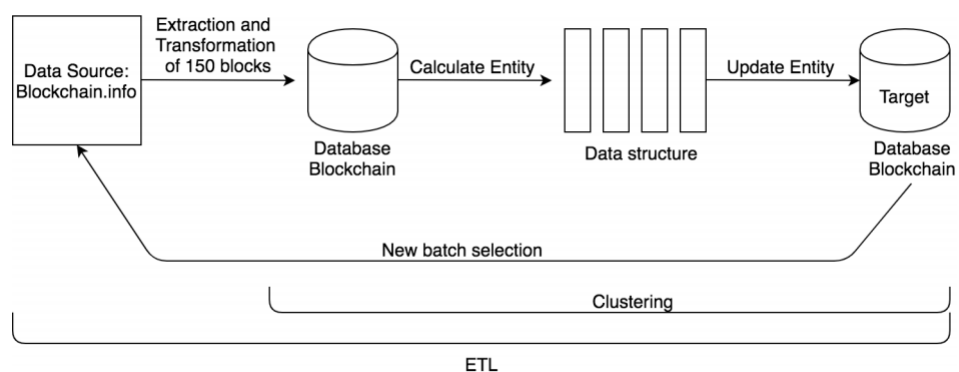 Extraction and
Transformation
of 150 blocks
Data Source:
Blockchain.info
Calculate Entity
Update Entity
Target
Database
Blockchain
Data structure
Database
Blockchain
New batch selection
Clustering
ETL